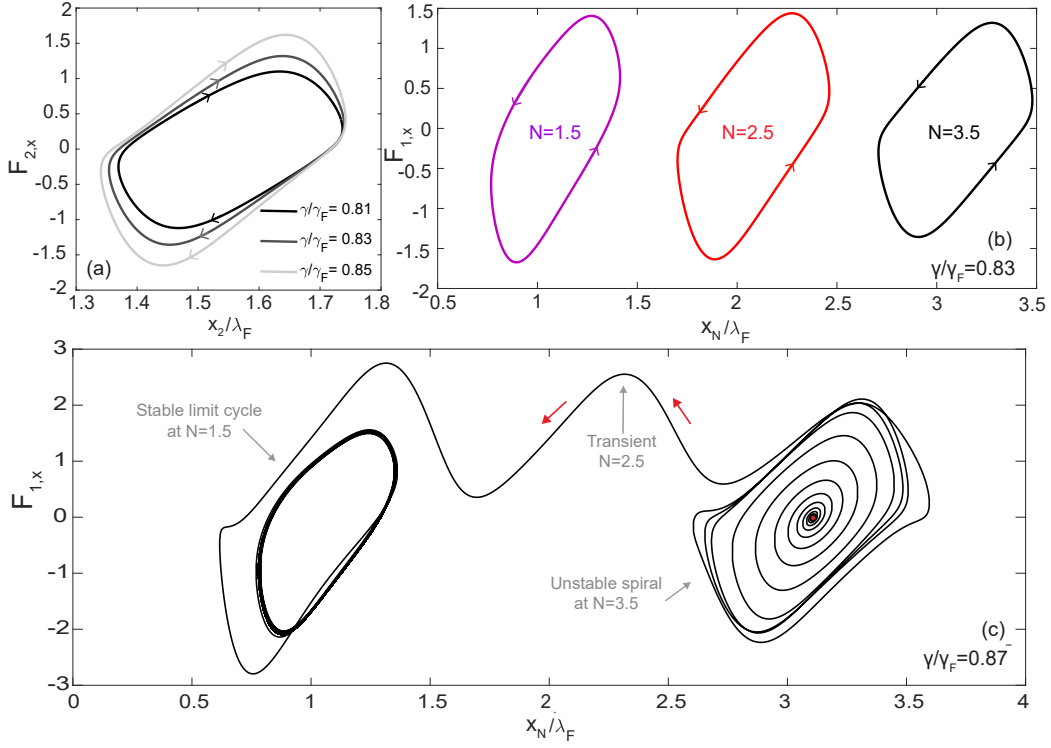 (a)
F2,x
2
1.5
1
0.5
0
-0.5
-1
-1.5
-2
γ/γF= 0.81
γ/γF= 0.83
γ/γF= 0.85
1.3 1.4 1.5 1.6 1.7 1.8
x2/λF
F1,x
1.5
1
0.5
0
-0.5
-1
-1.5
-2
N=1.5 N=2.5 N=3.5
(b)
γ/γF=0.83
0.5 1 1.5 2 2.5 3 3.5
xN/λF
F1,x
3
2
1
0
-1
-2
-3
Stable limit cycle
at N=1.5
Transient
N=2.5
Unstable spiral
at N=3.5
(c)
γ/γF=0.87
0 0.5 1 1.5 2 2.5 3 3.5 4
xN/λF